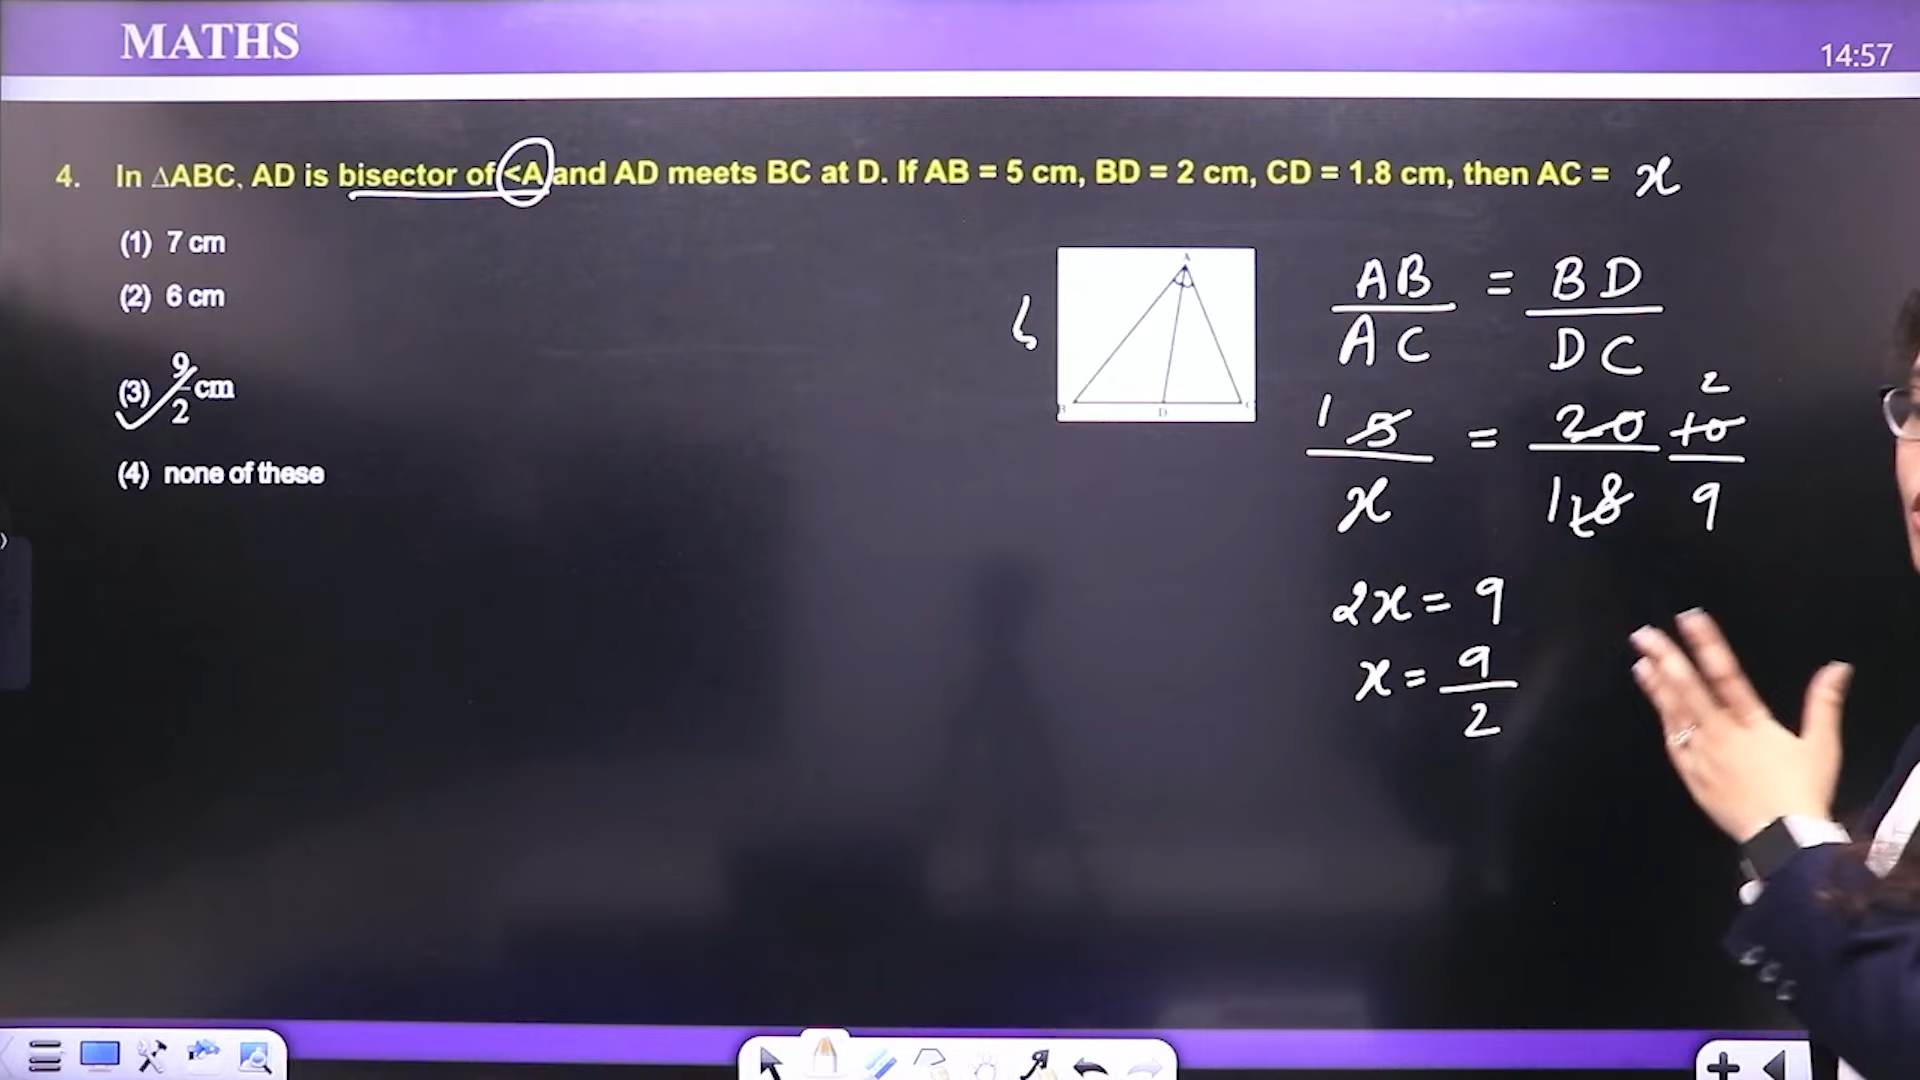 MATHS
14:57
4. In ∆ABC, AD is bisector of <A and AD meets BC at D. If AB = 5 cm, BD = 2 cm, CD = 1.8 cm, then AC = x
(1) 7 cm
(2) 6 cm
(3) 9/2 cm
(4) none of these
A
B D C
AB/AC = BD/DC
1 5/x = 20/18 10/9
2
2x = 9
x = 9/2